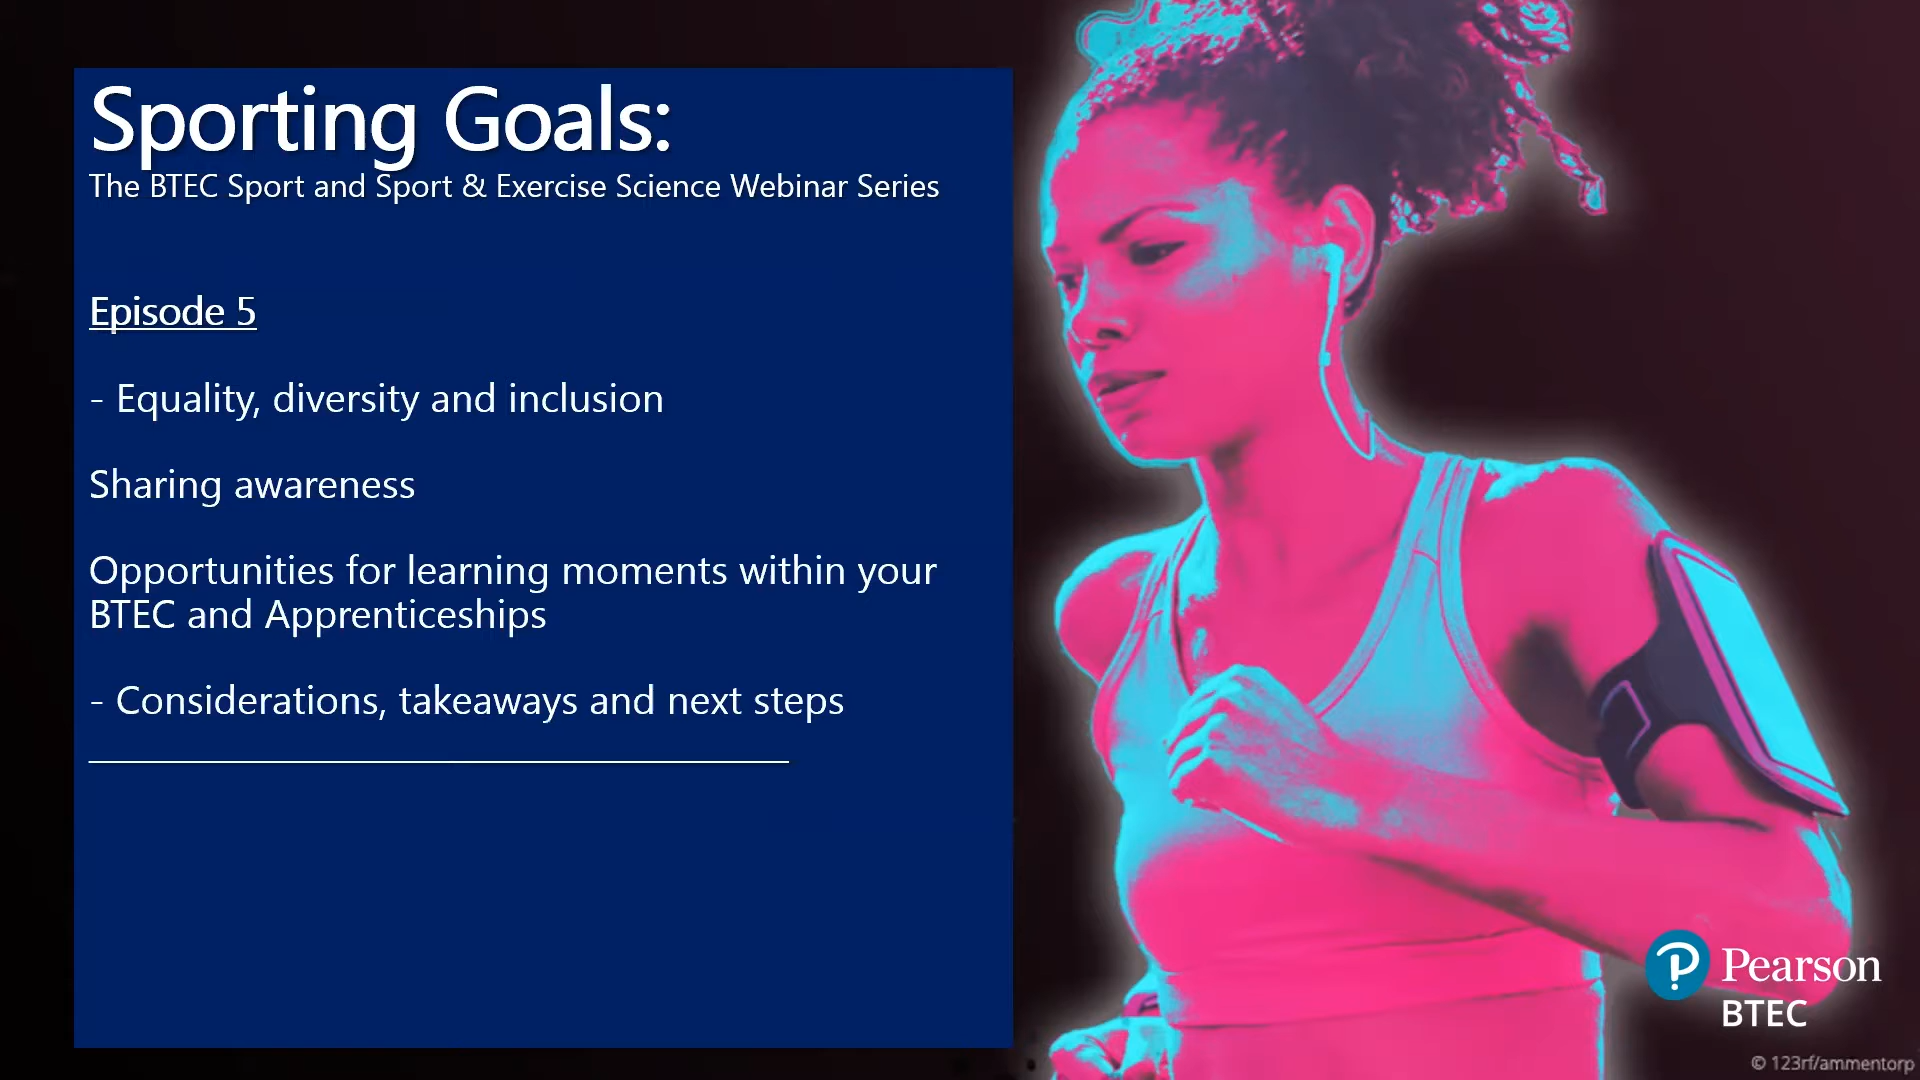 Sporting Goals:
The BTEC Sport and Sport & Exercise Science Webinar Series
Episode 5
- Equality, diversity and inclusion
Sharing awareness
Opportunities for learning moments within your
BTEC and Apprenticeships
- Considerations, takeaways and next steps
Pearson
BTEC
© 123rf/ammentorp